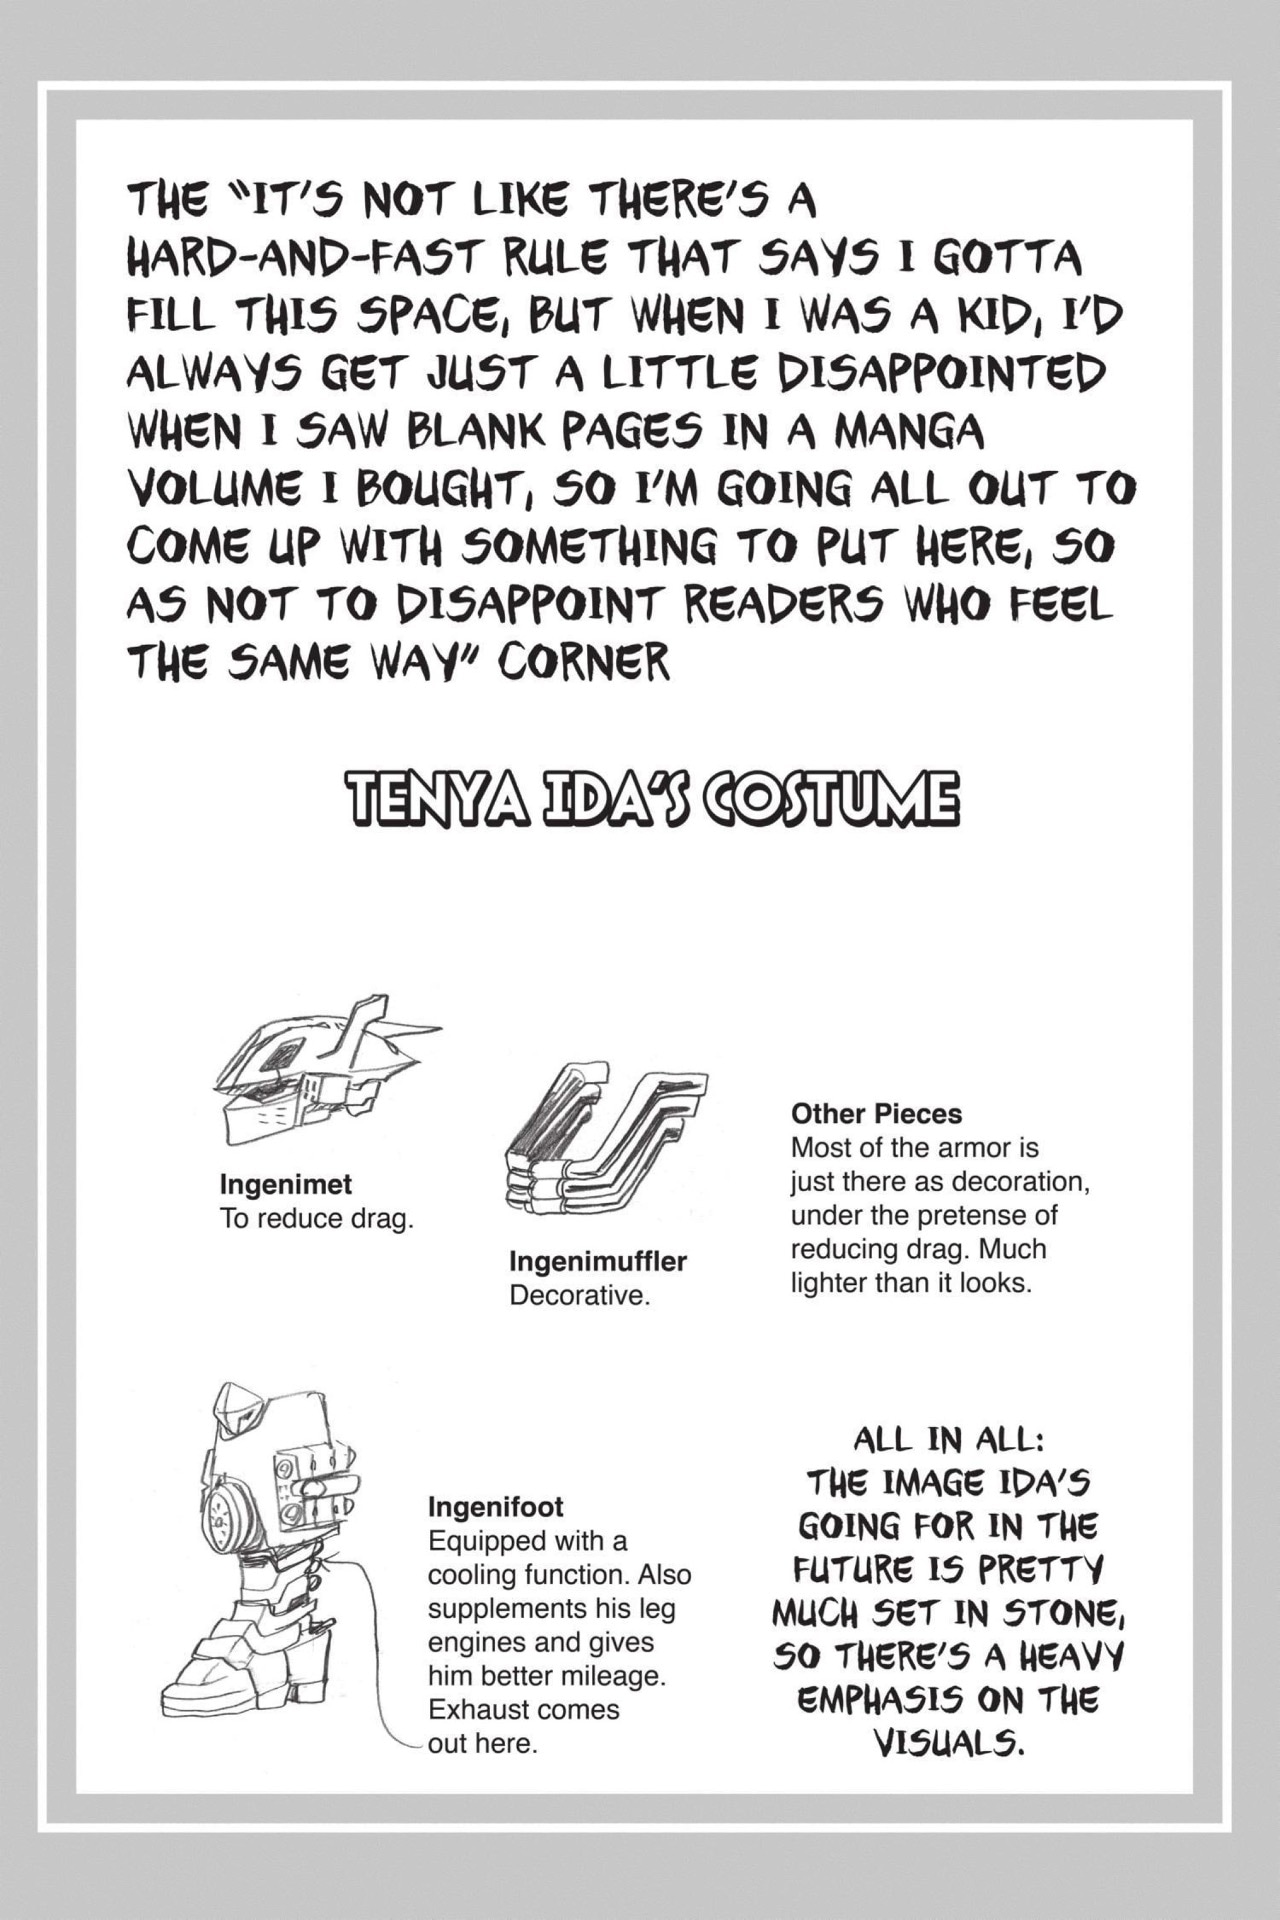 THE "IT'S NOT LIKE THERE'S A
HARD-AND-FAST RULE THAT SAYS I GOTTA
FILL THIS SPACE, BUT WHEN I WAS A KID, I'D
ALWAYS GET JUST A LITTLE DISAPPOINTED
WHEN I SAW BLANK PAGES IN A MANGA
VOLUME I BOUGHT, SO I'M GOING ALL OUT TO
COME UP WITH SOMETHING TO PUT HERE, SO
AS NOT TO DISAPPOINT READERS WHO FEEL
THE SAME WAY" CORNER
TENYA IDA'S COSTUME
Ingenimet
To reduce drag.
Ingenimuffler
Decorative.
Other Pieces
Most of the armor is
just there as decoration,
under the pretense of
reducing drag. Much
lighter than it looks.
Ingenifoot
Equipped with a
cooling function. Also
supplements his leg
engines and gives
him better mileage.
Exhaust comes
out here.
ALL IN ALL:
THE IMAGE IDA'S
GOING FOR IN THE
FUTURE IS PRETTY
MUCH SET IN STONE,
SO THERE'S A HEAVY
EMPHASIS ON THE
VISUALS.